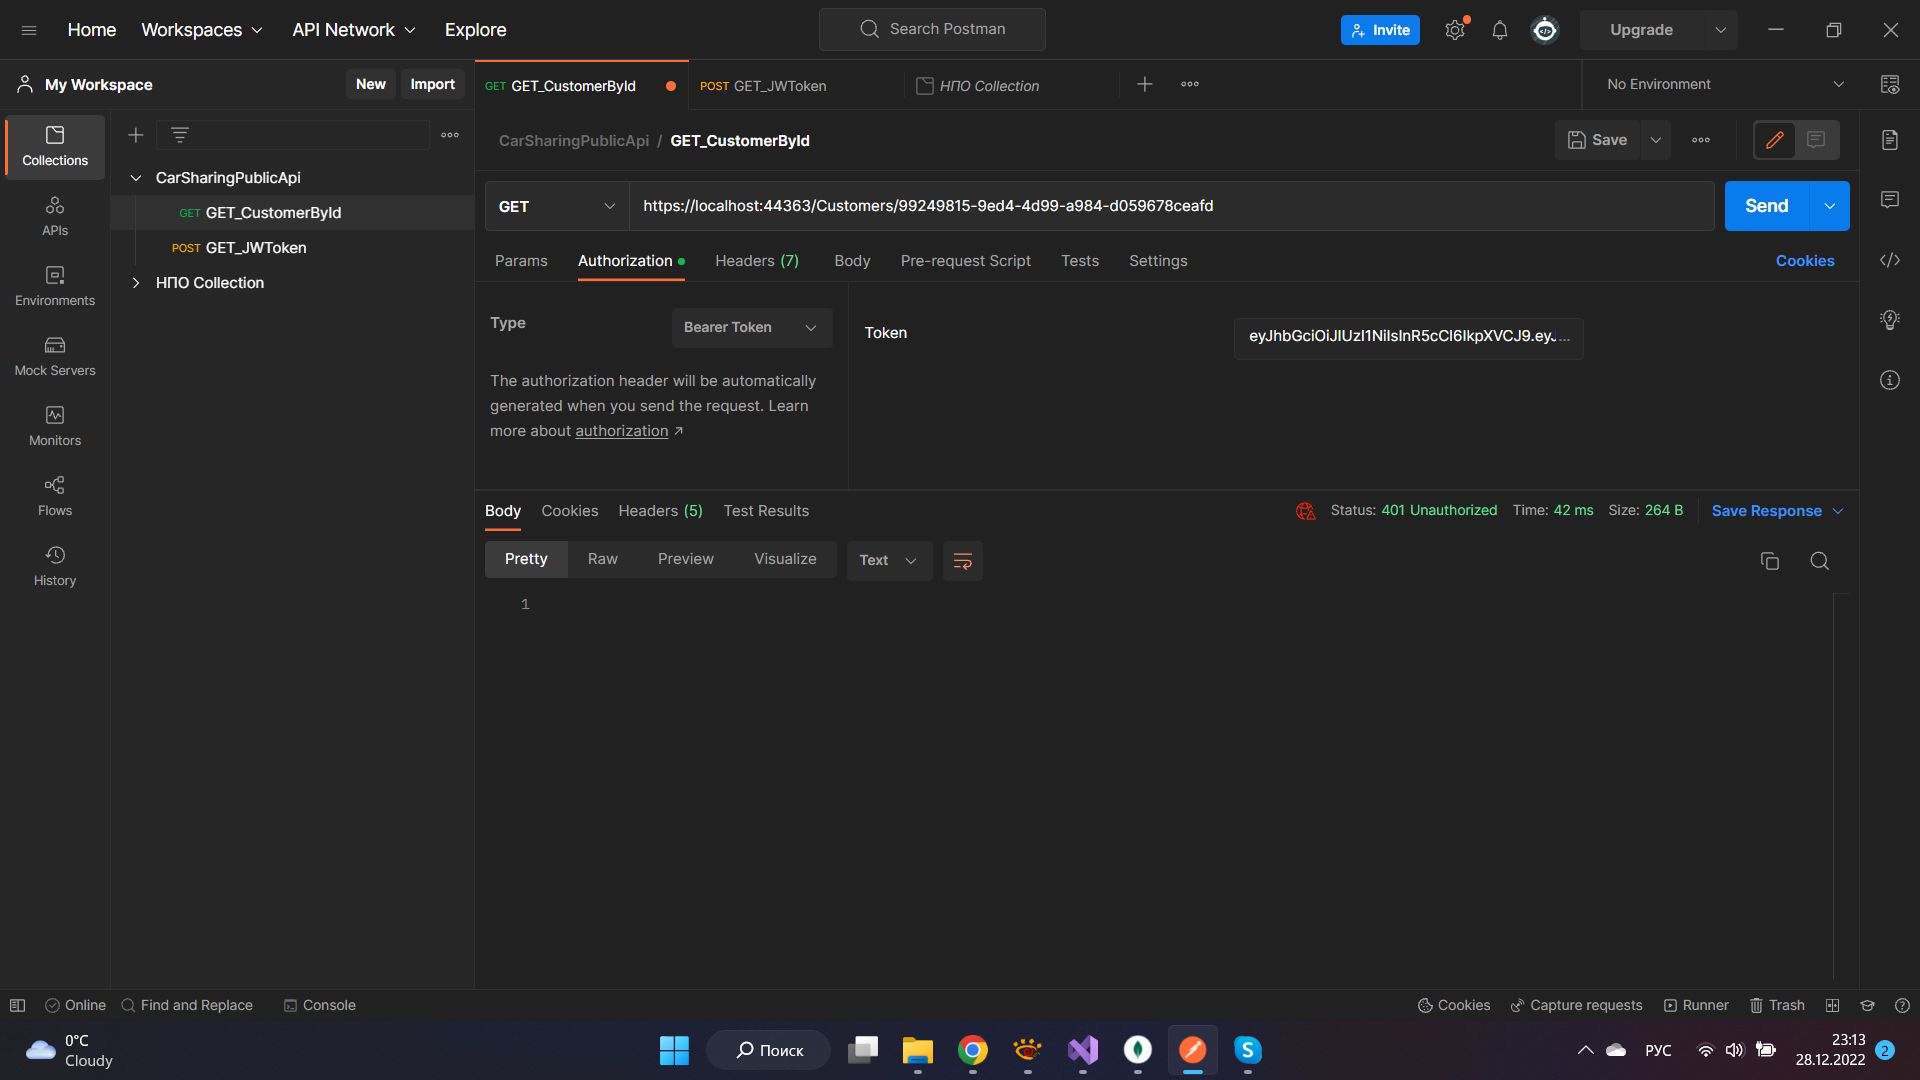 Home Workspaces API Network Explore Search Postman Invite Upgrade
My Workspace New Import GET GET_CustomerById POST GET_JWToken НПО Collection No Environment
Collections
APIs
Environments
Mock Servers
Monitors
Flows
History
CarSharingPublicApi
GET GET_CustomerById
POST GET_JWToken
НПО Collection
CarSharingPublicApi / GET_CustomerById Save
GET https://localhost:44363/Customers/99249815-9ed4-4d99-a984-d059678ceafd Send
Params Authorization Headers (7) Body Pre-request Script Tests Settings Cookies
Type Bearer Token
The authorization header will be automatically
generated when you send the request. Learn
more about authorization ↗
Token eyJhbGciOiJIUzI1NiIsInR5cCI6IkpXVCJ9.eyJ...
Body Cookies Headers (5) Test Results Status: 401 Unauthorized Time: 42 ms Size: 264 B Save Response
Pretty Raw Preview Visualize Text
1
Online Find and Replace Console Cookies Capture requests Runner Trash
0°C
Cloudy
Поиск
РУС
23:13
28.12.2022
2